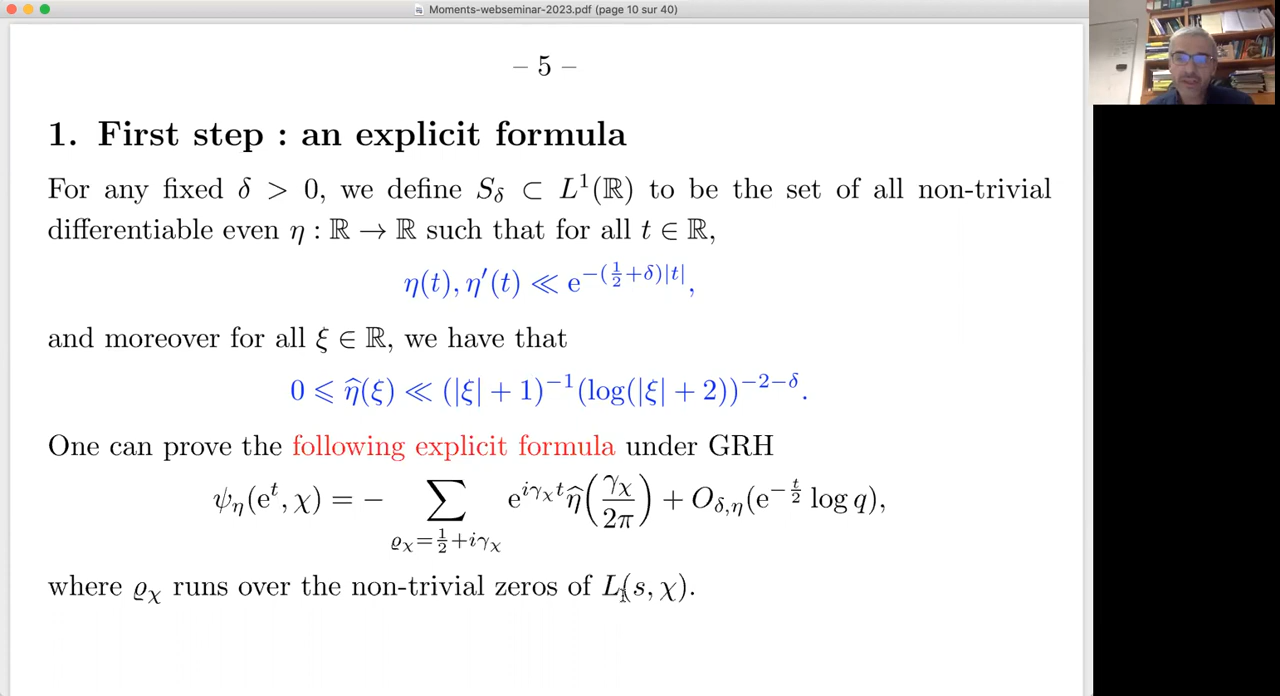 Moments-webseminar-2023.pdf (page 10 sur 40)
– 5 –
1. First step : an explicit formula
For any fixed δ > 0, we define S_δ ⊂ L¹(ℝ) to be the set of all non-trivial
differentiable even η : ℝ → ℝ such that for all t ∈ ℝ,
η(t), η′(t) ≪ e^{−(1/2+δ)|t|},
and moreover for all ξ ∈ ℝ, we have that
0 ⩽ η̂(ξ) ≪ (|ξ| + 1)^{−1}(log(|ξ| + 2))^{−2−δ}.
One can prove the following explicit formula under GRH
ψ_η(e^t, χ) = − ∑_{ϱ_χ=1/2+iγ_χ} e^{iγ_χ t} η̂(γ_χ/2π) + O_{δ,η}(e^{−t/2} log q),
where ϱ_χ runs over the non-trivial zeros of L(s, χ).